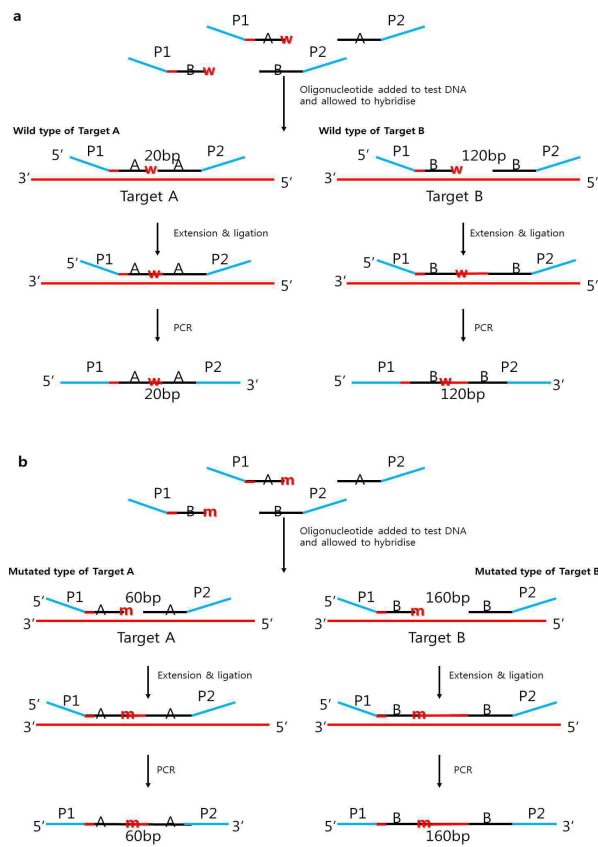 a
P1 A w A P2
P1 B w B P2
Oligonucleotide added to test DNA
and allowed to hybridise
Wild type of Target A
Wild type of Target B
5’ P1 A w 20bp A P2
3’ 5’
Target A
P1 B w 120bp B P2
5’ 3’ 5’
Target B
Extension & ligation
Extension & ligation
5’ P1 A w A P2
3’ 5’
5’ P1 B w B P2
3’ 5’
PCR
PCR
5’ P1 A w A P2 3’
20bp
5’ P1 B w B P2 3’
120bp
b
P1 A m A P2
P1 B m B P2
Oligonucleotide added to test DNA
and allowed to hybridise
Mutated type of Target A
Mutated type of Target B
5’ P1 A m 60bp A P2
3’ 5’
Target A
5’ P1 B m 160bp B P2
3’ 5’
Target B
Extension & ligation
Extension & ligation
5’ P1 A m A P2
3’ 5’
5’ P1 B m B P2
3’ 5’
PCR
PCR
5’ P1 A m A P2 3’
60bp
5’ P1 B m B P2 3’
160bp